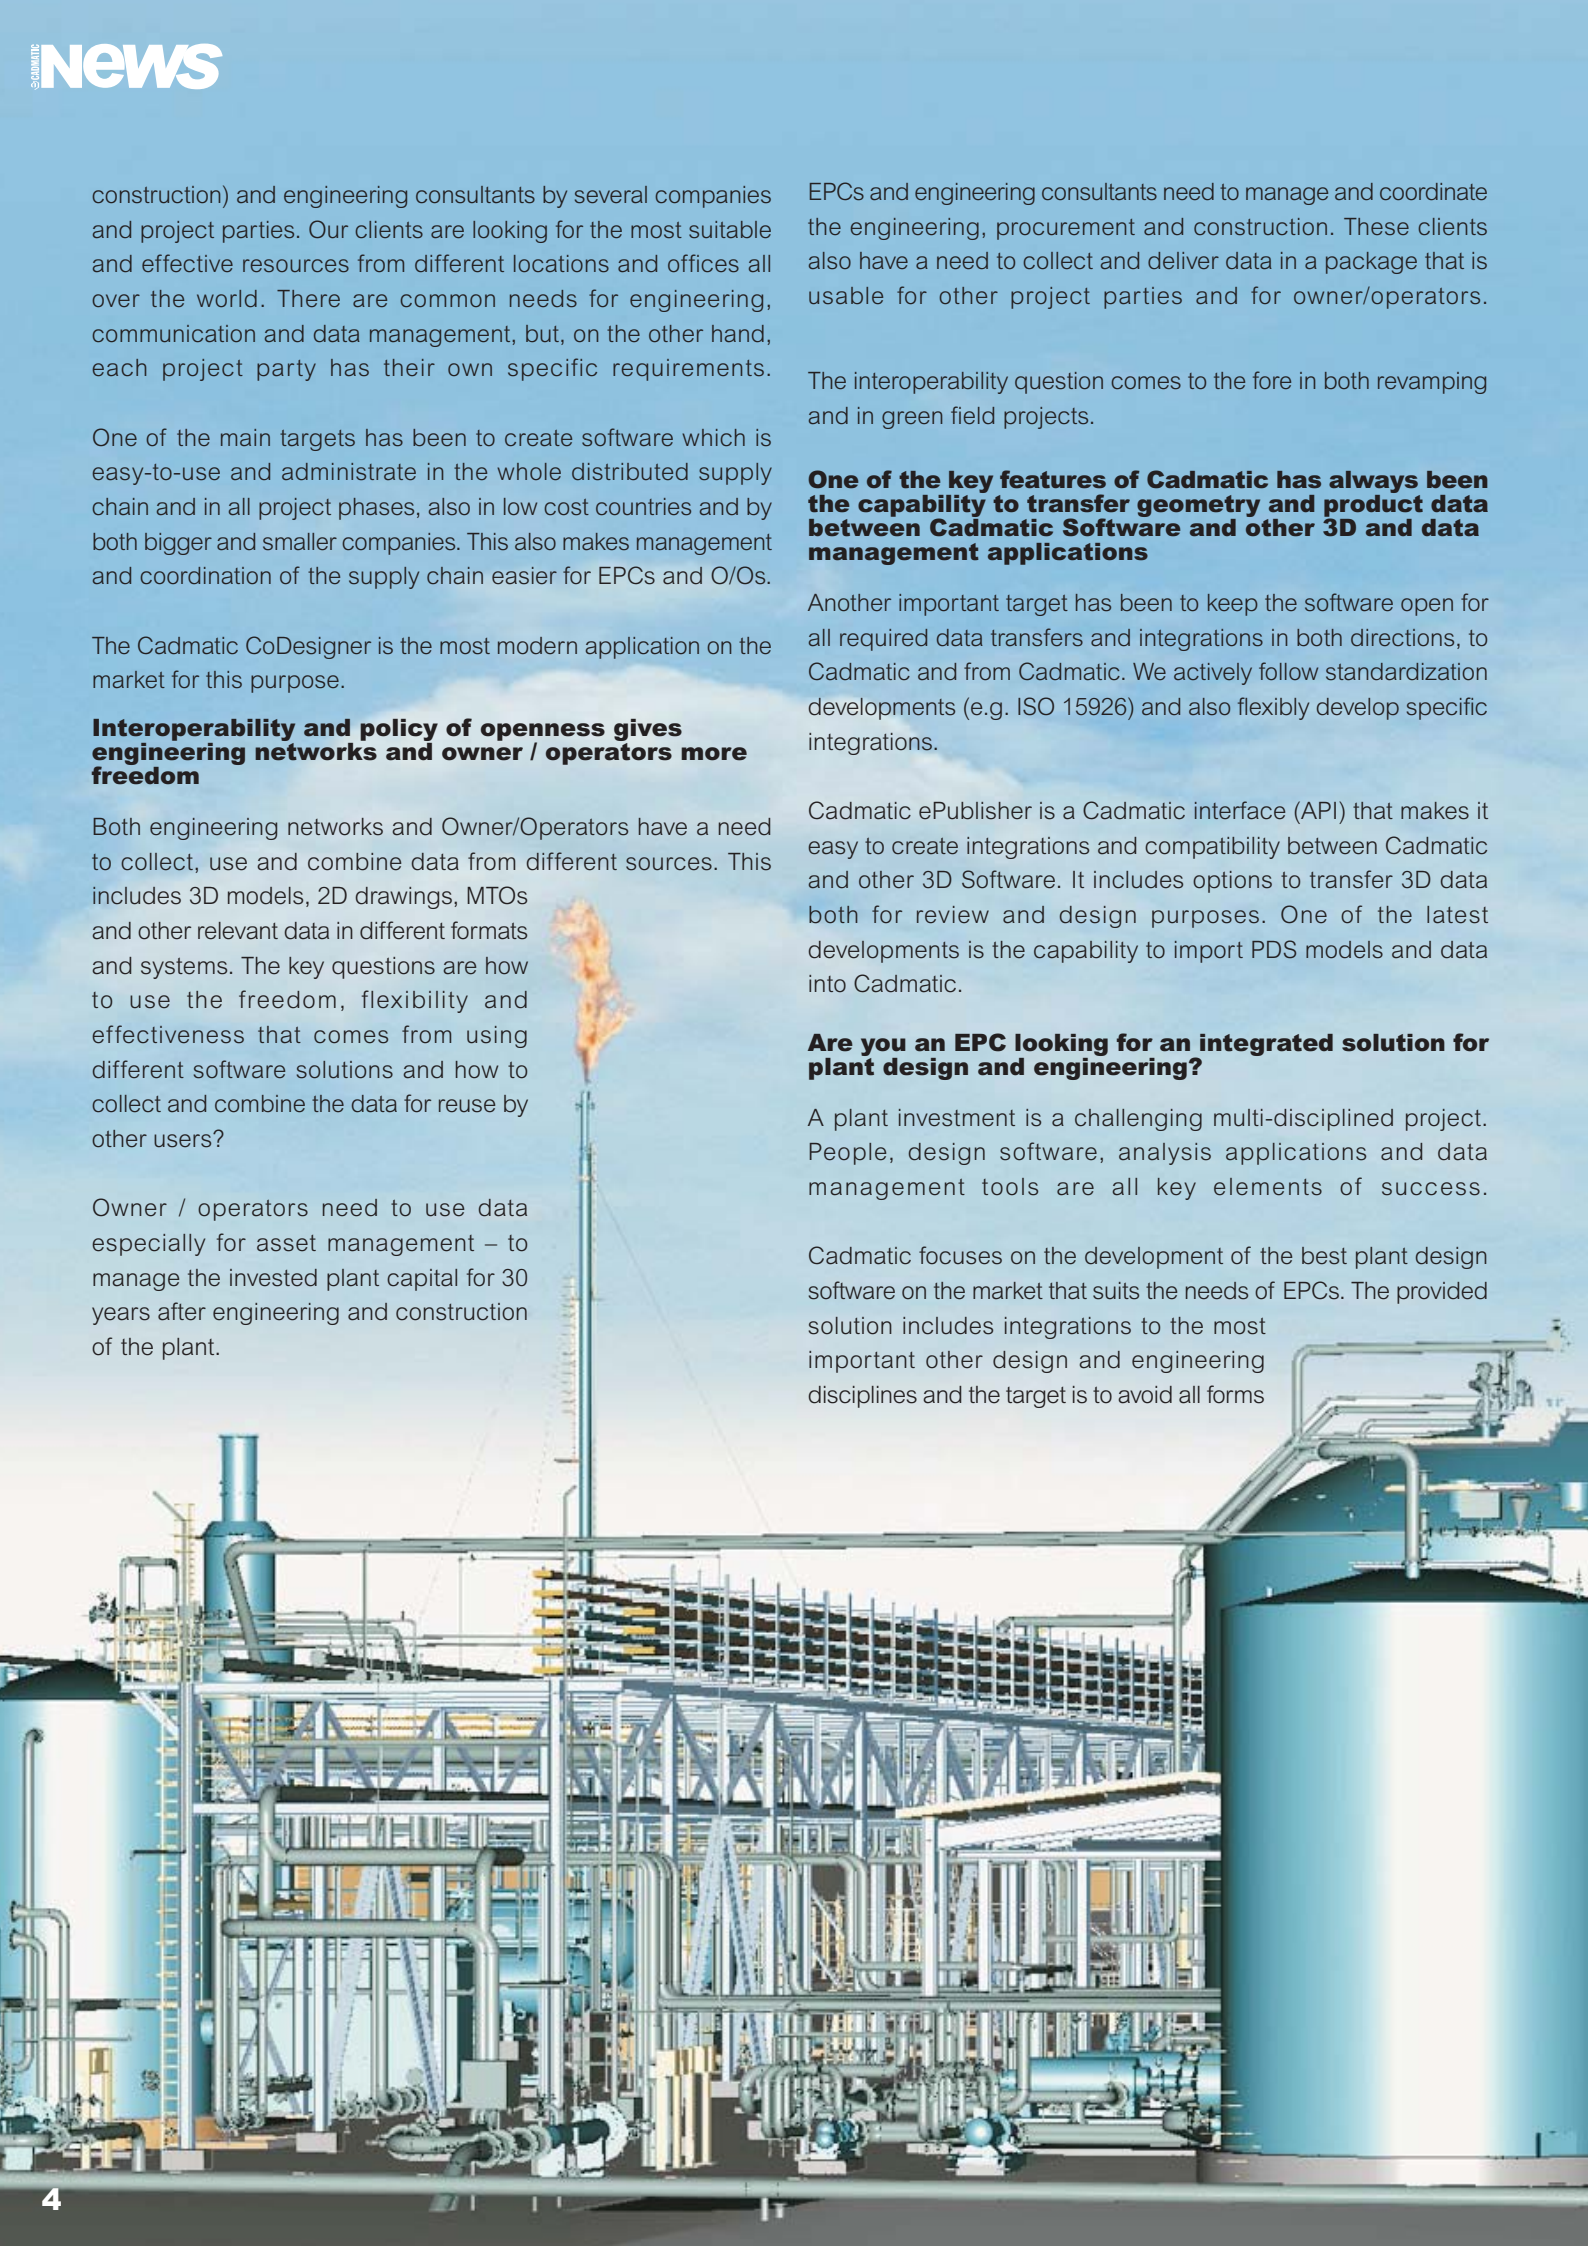 CADMATIC
News
construction) and engineering consultants by several companies
and project parties. Our clients are looking for the most suitable
and effective resources from different locations and offices all
over the world. There are common needs for engineering,
communication and data management, but, on the other hand,
each project party has their own specific requirements.
One of the main targets has been to create software which is
easy-to-use and administrate in the whole distributed supply
chain and in all project phases, also in low cost countries and by
both bigger and smaller companies. This also makes management
and coordination of the supply chain easier for EPCs and O/Os.
The Cadmatic CoDesigner is the most modern application on the
market for this purpose.
Interoperability and policy of openness gives
engineering networks and owner / operators more
freedom
Both engineering networks and Owner/Operators have a need
to collect, use and combine data from different sources. This
includes 3D models, 2D drawings, MTOs
and other relevant data in different formats
and systems. The key questions are how
to use the freedom, flexibility and
effectiveness that comes from using
different software solutions and how to
collect and combine the data for reuse by
other users?
Owner / operators need to use data
especially for asset management – to
manage the invested plant capital for 30
years after engineering and construction
of the plant.
EPCs and engineering consultants need to manage and coordinate
the engineering, procurement and construction. These clients
also have a need to collect and deliver data in a package that is
usable for other project parties and for owner/operators.
The interoperability question comes to the fore in both revamping
and in green field projects.
One of the key features of Cadmatic has always been
the capability to transfer geometry and product data
between Cadmatic Software and other 3D and data
management applications
Another important target has been to keep the software open for
all required data transfers and integrations in both directions, to
Cadmatic and from Cadmatic. We actively follow standardization
developments (e.g. ISO 15926) and also flexibly develop specific
integrations.
Cadmatic ePublisher is a Cadmatic interface (API) that makes it
easy to create integrations and compatibility between Cadmatic
and other 3D Software. It includes options to transfer 3D data
both for review and design purposes. One of the latest
developments is the capability to import PDS models and data
into Cadmatic.
Are you an EPC looking for an integrated solution for
plant design and engineering?
A plant investment is a challenging multi-disciplined project.
People, design software, analysis applications and data
management tools are all key elements of success.
Cadmatic focuses on the development of the best plant design
software on the market that suits the needs of EPCs. The provided
solution includes integrations to the most
important other design and engineering
disciplines and the target is to avoid all forms
4